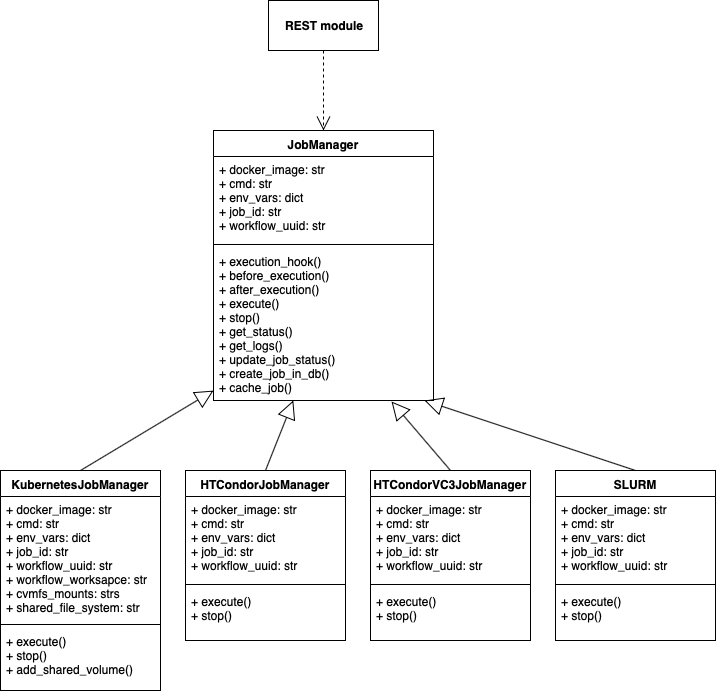 REST module
JobManager
+ docker_image: str
+ cmd: str
+ env_vars: dict
+ job_id: str
+ workflow_uuid: str
+ execution_hook()
+ before_execution()
+ after_execution()
+ execute()
+ stop()
+ get_status()
+ get_logs()
+ update_job_status()
+ create_job_in_db()
+ cache_job()
KubernetesJobManager
+ docker_image: str
+ cmd: str
+ env_vars: dict
+ job_id: str
+ workflow_uuid: str
+ workflow_worksapce: str
+ cvmfs_mounts: strs
+ shared_file_system: str
+ execute()
+ stop()
+ add_shared_volume()
HTCondorJobManager
+ docker_image: str
+ cmd: str
+ env_vars: dict
+ job_id: str
+ workflow_uuid: str
+ execute()
+ stop()
HTCondorVC3JobManager
+ docker_image: str
+ cmd: str
+ env_vars: dict
+ job_id: str
+ workflow_uuid: str
+ execute()
+ stop()
SLURM
+ docker_image: str
+ cmd: str
+ env_vars: dict
+ job_id: str
+ workflow_uuid: str
+ execute()
+ stop()